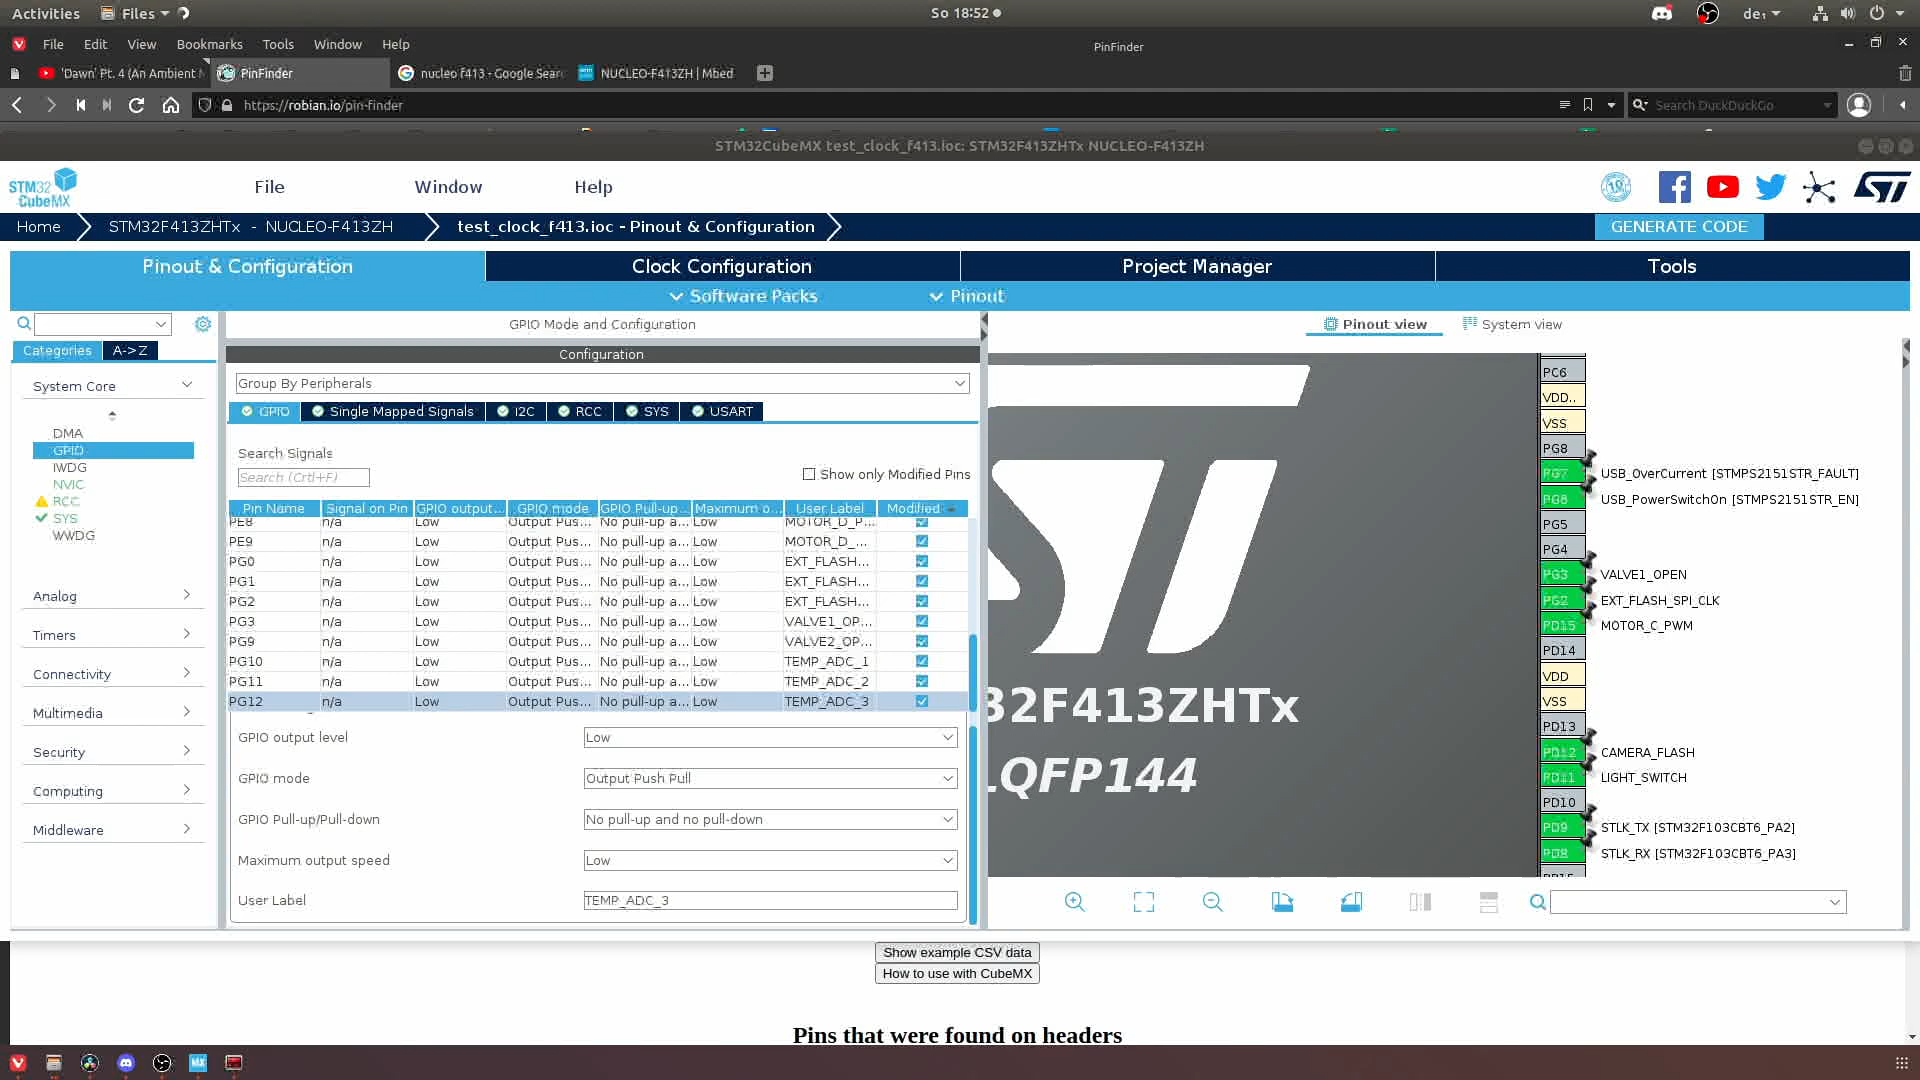 Activities Files So 18:52 de₁
File Edit View Bookmarks Tools Window Help PinFinder
'Dawn' Pt. 4 (An Ambient PinFinder nucleo f413 - Google Sear NUCLEO-F413ZH | Mbed
https://robian.io/pin-finder Search DuckDuckGo
STM32CubeMX test_clock_f413.ioc: STM32F413ZHTx NUCLEO-F413ZH
STM32 CubeMX File Window Help
Home STM32F413ZHTx - NUCLEO-F413ZH test_clock_f413.ioc - Pinout & Configuration GENERATE CODE
Pinout & Configuration Clock Configuration Project Manager Tools
Software Packs Pinout
GPIO Mode and Configuration Pinout view System view
Categories A->Z
Configuration
Group By Peripherals
System Core
DMA
GPIO
IWDG
NVIC
RCC
SYS
WWDG
Analog
Timers
Connectivity
Multimedia
Security
Computing
Middleware
GPIO Single Mapped Signals I2C RCC SYS USART
Search Signals
Search (Crtl+F) Show only Modified Pins
Pin Name Signal on Pin GPIO output... GPIO mode GPIO Pull-up... Maximum o... User Label Modified
PE8 n/a Low Output Pus... No pull-up a... Low MOTOR_D_P...
PE9 n/a Low Output Pus... No pull-up a... Low MOTOR_D_...
PG0 n/a Low Output Pus... No pull-up a... Low EXT_FLASH...
PG1 n/a Low Output Pus... No pull-up a... Low EXT_FLASH...
PG2 n/a Low Output Pus... No pull-up a... Low EXT_FLASH...
PG3 n/a Low Output Pus... No pull-up a... Low VALVE1_OP...
PG9 n/a Low Output Pus... No pull-up a... Low VALVE2_OP...
PG10 n/a Low Output Pus... No pull-up a... Low TEMP_ADC_1
PG11 n/a Low Output Pus... No pull-up a... Low TEMP_ADC_2
PG12 n/a Low Output Pus... No pull-up a... Low TEMP_ADC_3
GPIO output level Low
GPIO mode Output Push Pull
GPIO Pull-up/Pull-down No pull-up and no pull-down
Maximum output speed Low
User Label TEMP_ADC_3
32F413ZHTx
LQFP144
PC6
VDD..
VSS
PG8
PG7 USB_OverCurrent [STMPS2151STR_FAULT]
PG6 USB_PowerSwitchOn [STMPS2151STR_EN]
PG5
PG4
PG3 VALVE1_OPEN
PG2 EXT_FLASH_SPI_CLK
PD15 MOTOR_C_PWM
PD14
VDD
VSS
PD13
PD12 CAMERA_FLASH
PD11 LIGHT_SWITCH
PD10
PD9 STLK_TX [STM32F103CBT6_PA2]
PD8 STLK_RX [STM32F103CBT6_PA3]
Show example CSV data
How to use with CubeMX
Pins that were found on headers
MX